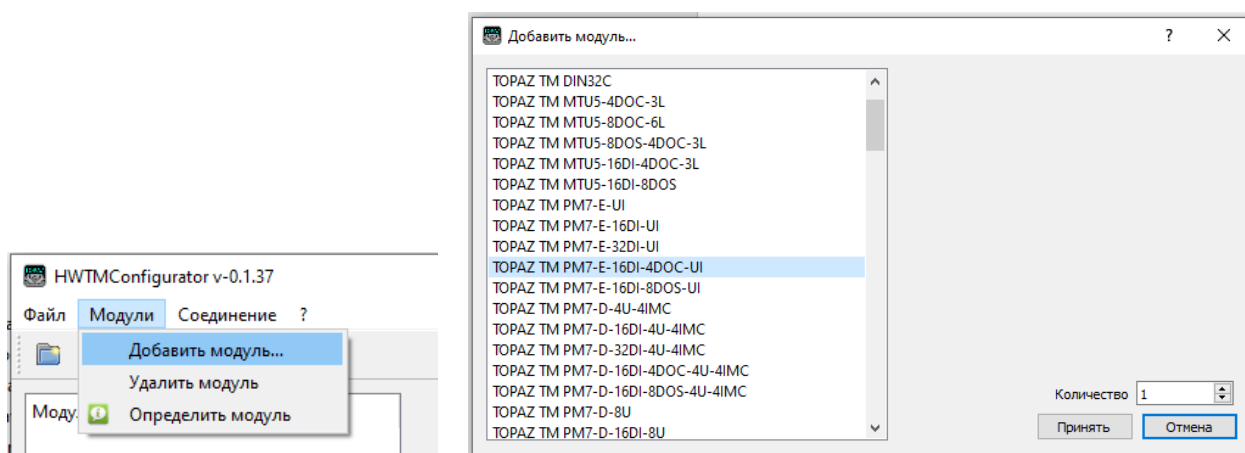 HWTMConfigurator v-0.1.37
Файл Модули Соединение ?
Добавить модуль...
Удалить модуль
Моду
Определить модуль
Добавить модуль... ?
TOPAZ TM DIN32C
TOPAZ TM MTU5-4DOC-3L
TOPAZ TM MTU5-8DOC-6L
TOPAZ TM MTU5-8DOS-4DOC-3L
TOPAZ TM MTU5-16DI-4DOC-3L
TOPAZ TM MTU5-16DI-8DOS
TOPAZ TM PM7-E-UI
TOPAZ TM PM7-E-16DI-UI
TOPAZ TM PM7-E-32DI-UI
TOPAZ TM PM7-E-16DI-4DOC-UI
TOPAZ TM PM7-E-16DI-8DOS-UI
TOPAZ TM PM7-D-4U-4IMC
TOPAZ TM PM7-D-16DI-4U-4IMC
TOPAZ TM PM7-D-32DI-4U-4IMC
TOPAZ TM PM7-D-16DI-4DOC-4U-4IMC
TOPAZ TM PM7-D-16DI-8DOS-4U-4IMC
TOPAZ TM PM7-D-8U
TOPAZ TM PM7-D-16DI-8U
Количество 1
Принять Отмена